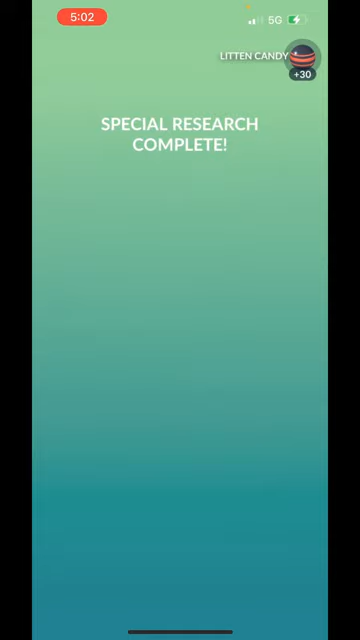 5:02
5G
LITTEN CANDY
+30
SPECIAL RESEARCH
COMPLETE!